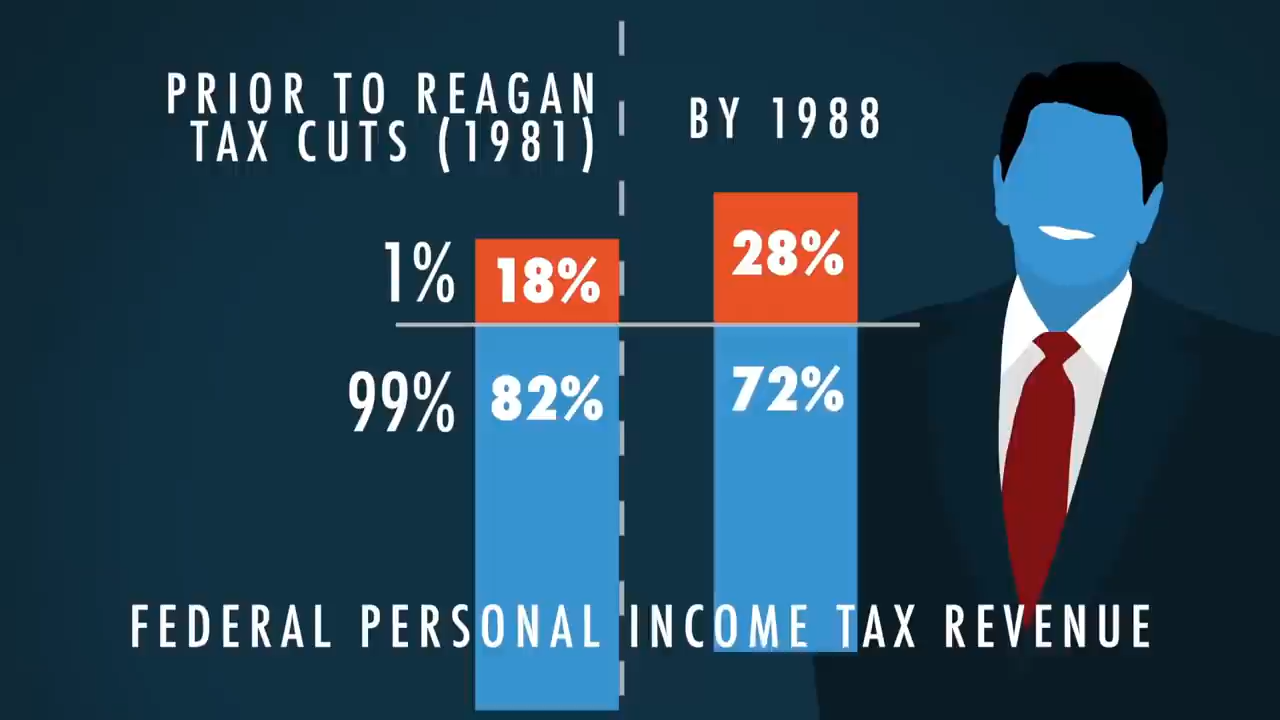 PRIOR TO REAGAN
TAX CUTS (1981)
BY 1988
1% 18% 28%
99% 82% 72%
FEDERAL PERSONAL INCOME TAX REVENUE